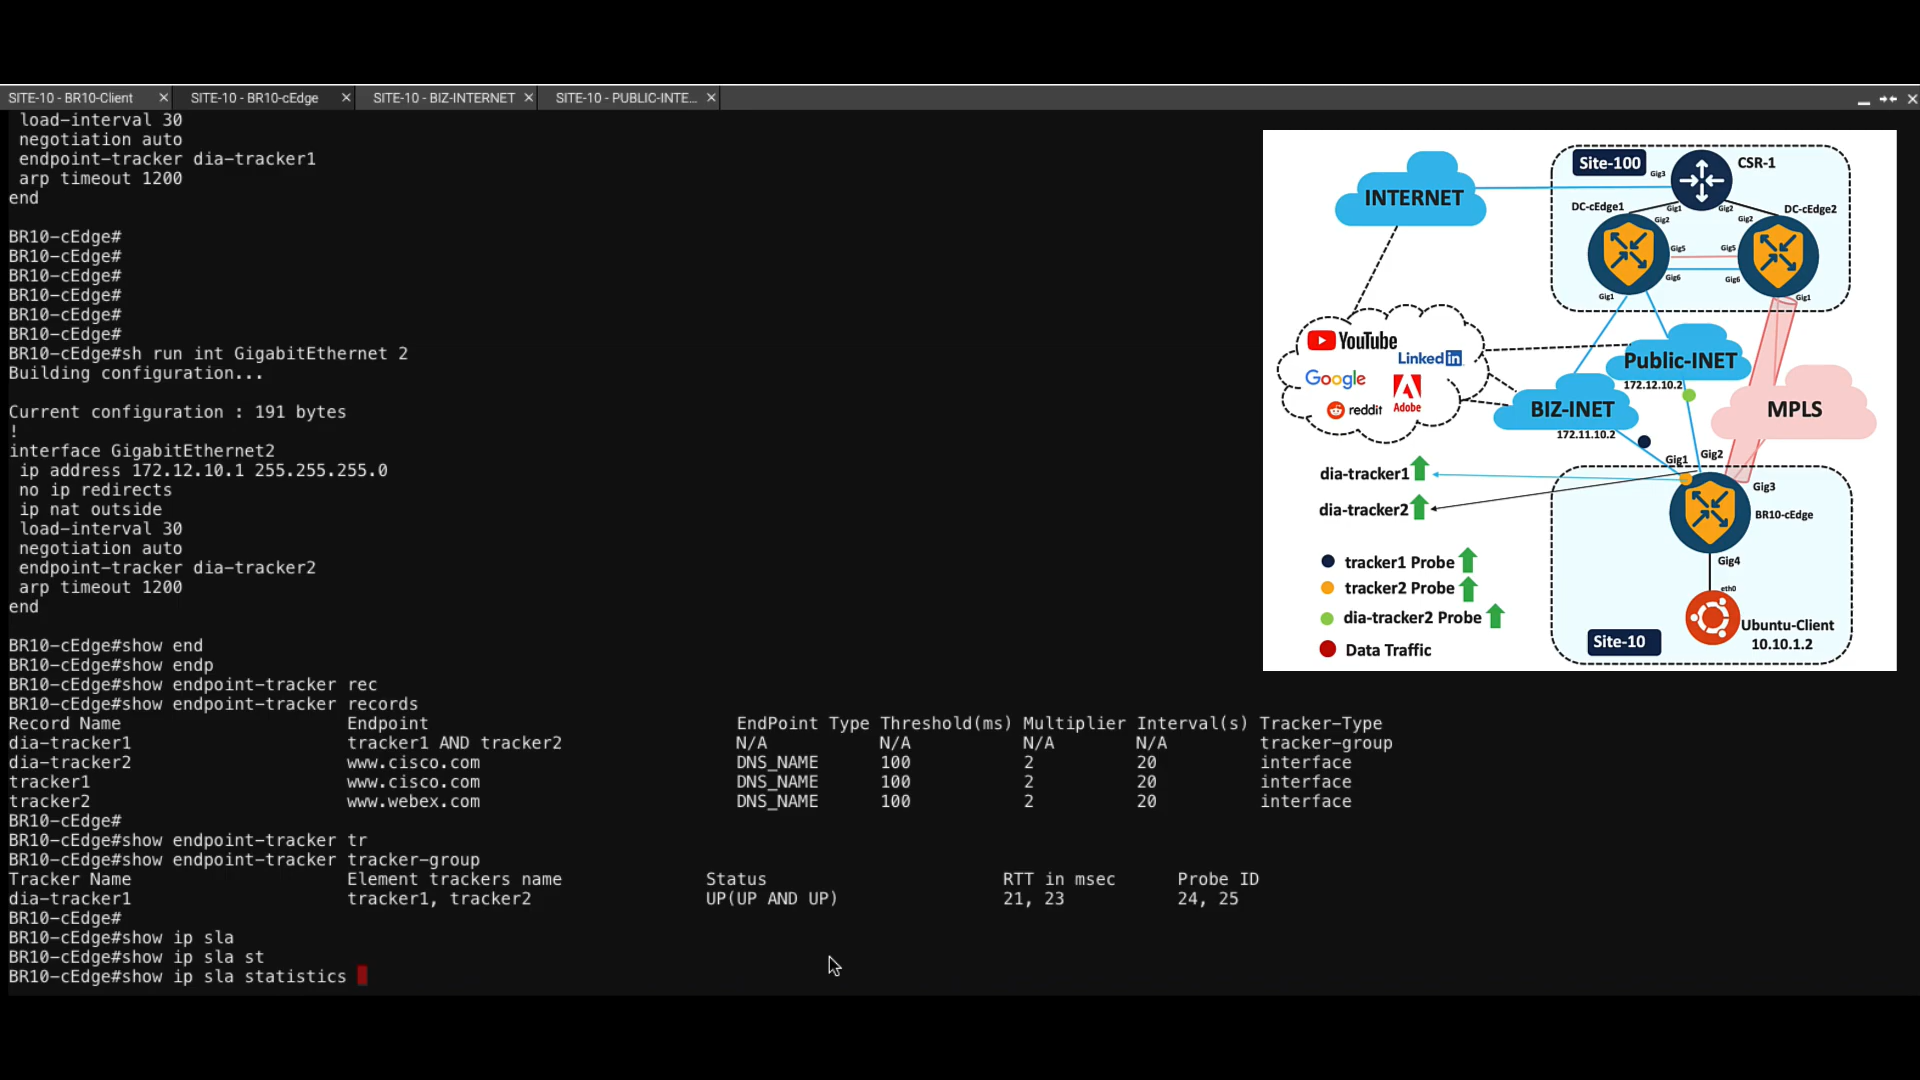 SITE-10 - BR10-Client
SITE-10 - BR10-cEdge
SITE-10 - BIZ-INTERNET
SITE-10 - PUBLIC-INTE...
load-interval 30
negotiation auto
endpoint-tracker dia-tracker1
arp timeout 1200
end
BR10-cEdge#
BR10-cEdge#
BR10-cEdge#
BR10-cEdge#
BR10-cEdge#
BR10-cEdge#
BR10-cEdge#sh run int GigabitEthernet 2
Building configuration...
Current configuration : 191 bytes
!
interface GigabitEthernet2
ip address 172.12.10.1 255.255.255.0
no ip redirects
ip nat outside
load-interval 30
negotiation auto
endpoint-tracker dia-tracker2
arp timeout 1200
end
BR10-cEdge#show end
BR10-cEdge#show endp
BR10-cEdge#show endpoint-tracker rec
BR10-cEdge#show endpoint-tracker records
Record Name Endpoint EndPoint Type Threshold(ms) Multiplier Interval(s) Tracker-Type
dia-tracker1 tracker1 AND tracker2 N/A N/A N/A N/A tracker-group
dia-tracker2 www.cisco.com DNS_NAME 100 2 20 interface
tracker1 www.cisco.com DNS_NAME 100 2 20 interface
tracker2 www.webex.com DNS_NAME 100 2 20 interface
BR10-cEdge#
BR10-cEdge#show endpoint-tracker tr
BR10-cEdge#show endpoint-tracker tracker-group
Tracker Name Element trackers name Status RTT in msec Probe ID
dia-tracker1 tracker1, tracker2 UP(UP AND UP) 21, 23 24, 25
BR10-cEdge#
BR10-cEdge#show ip sla
BR10-cEdge#show ip sla st
BR10-cEdge#show ip sla statistics
Site-100
CSR-1
Gig3
INTERNET
DC-cEdge1
Gig1
Gig2
DC-cEdge2
Gig2
Gig2
Gig5
Gig5
Gig6
Gig6
Gig1
Gig1
YouTube
LinkedIn
Google
Adobe
reddit
Public-INET
172.12.10.2
BIZ-INET
172.11.10.2
MPLS
Gig1
Gig2
dia-tracker1
Gig3
dia-tracker2
BR10-cEdge
tracker1 Probe
Gig4
tracker2 Probe
eth0
dia-tracker2 Probe
Ubuntu-Client
10.10.1.2
Site-10
Data Traffic